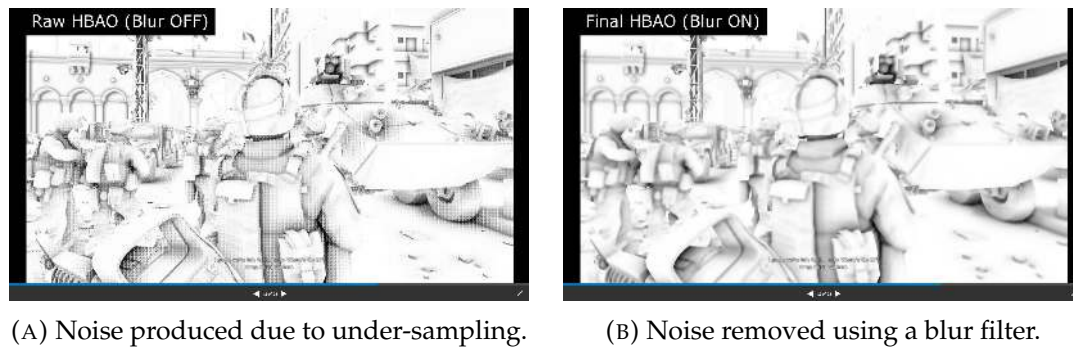 Raw HBAO (Blur OFF)
Final HBAO (Blur ON)
(A) Noise produced due to under-sampling.
(B) Noise removed using a blur filter.